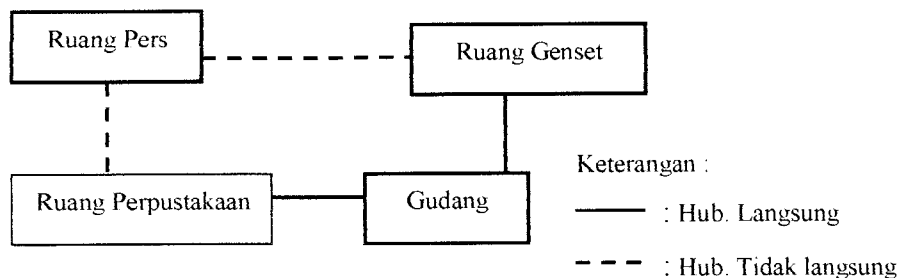 Ruang Pers
Ruang Genset
Ruang Perpustakaan
Gudang
Keterangan :
: Hub. Langsung
: Hub. Tidak langsung